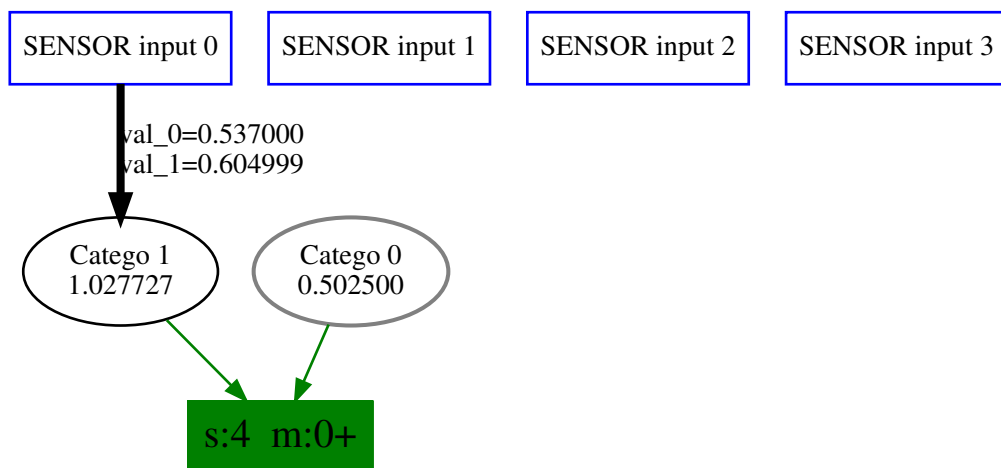 SENSOR input 0
SENSOR input 1
SENSOR input 2
SENSOR input 3
val_0=0.537000
val_1=0.604999
Catego 1
1.027727
Catego 0
0.502500
s:4  m:0+